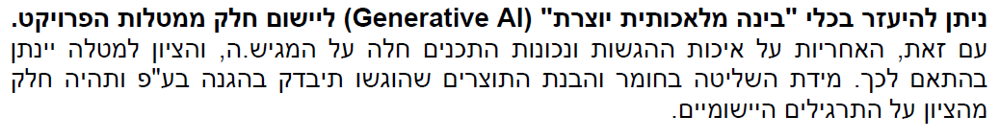 ניתן להיעזר בכלי "בינה מלאכותית יוצרת" (Generative AI) ליישום חלק ממטלות הפרויקט.
עם זאת, האחריות על איכות ההגשות ונכונות התכנים חלה על המגיש.ה, והציון למטלה יינתן
בהתאם לכך. מידת השליטה בחומר והבנת התוצרים שהוגשו תיבדק בהגנה בע"פ ותהיה חלק
מהציון על התרגילים היישומיים.